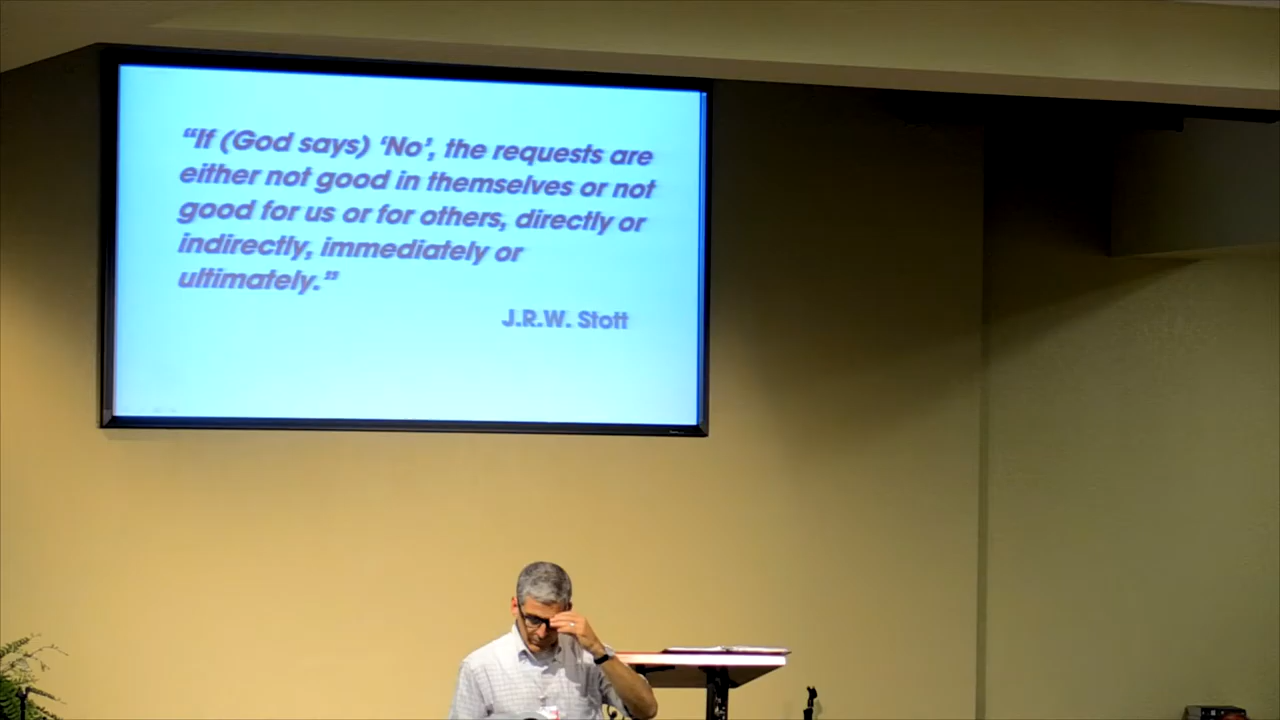 “If (God says) ‘No’, the requests are
either not good in themselves or not
good for us or for others, directly or
indirectly, immediately or
ultimately.”
J.R.W. Stott